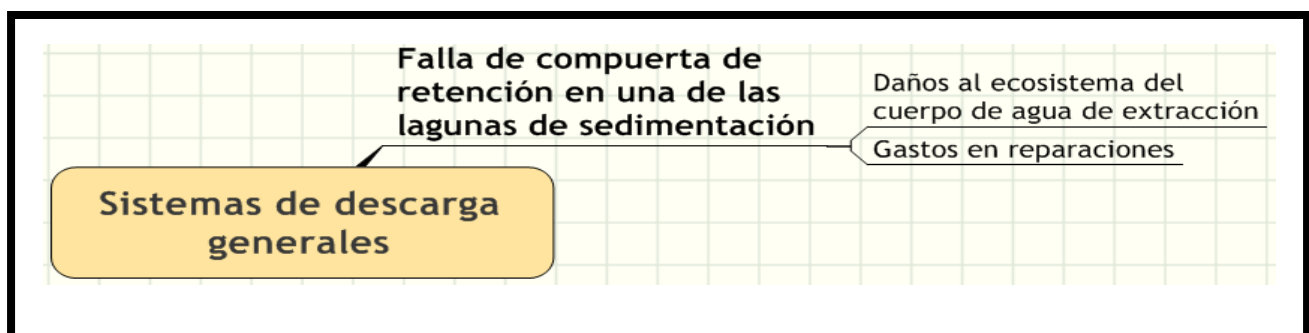 Falla de compuerta de
retención en una de las
lagunas de sedimentación
Daños al ecosistema del
cuerpo de agua de extracción
Gastos en reparaciones
Sistemas de descarga
generales